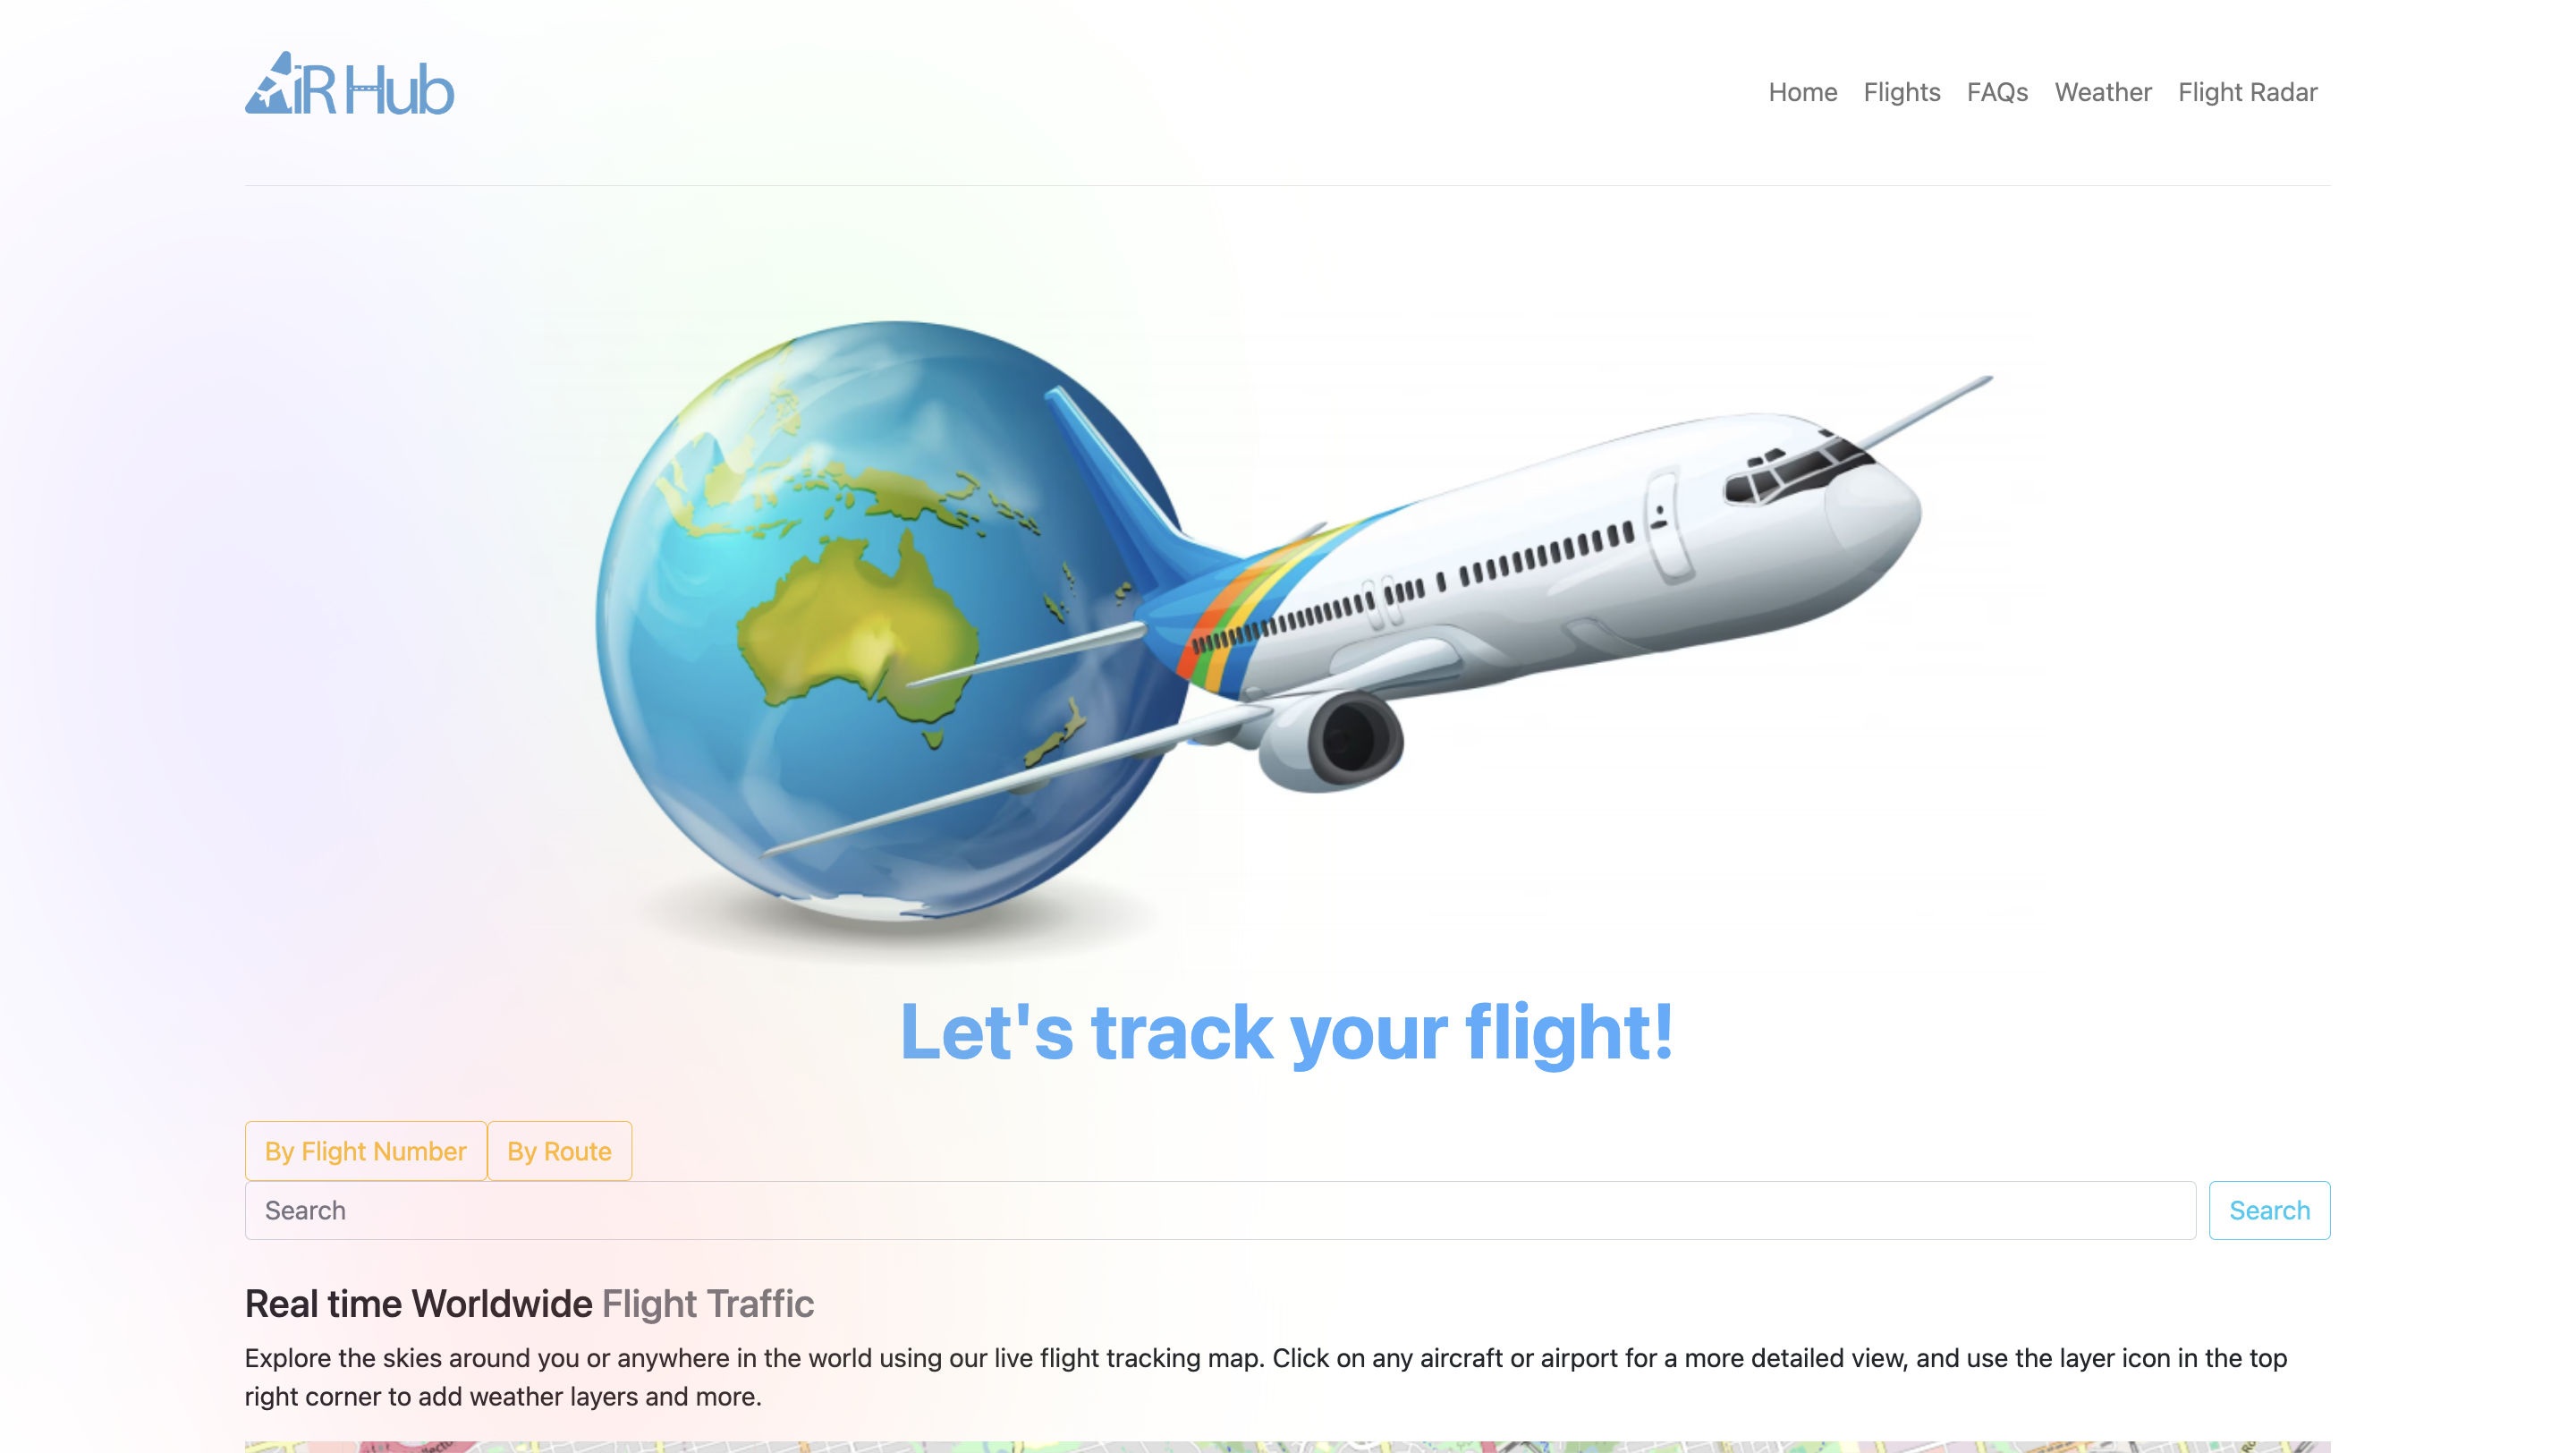 AiR Hub
Home Flights FAQs Weather Flight Radar
Let's track your flight!
By Flight Number By Route
Search Search
Real time Worldwide Flight Traffic
Explore the skies around you or anywhere in the world using our live flight tracking map. Click on any aircraft or airport for a more detailed view, and use the layer icon in the top
right corner to add weather layers and more.